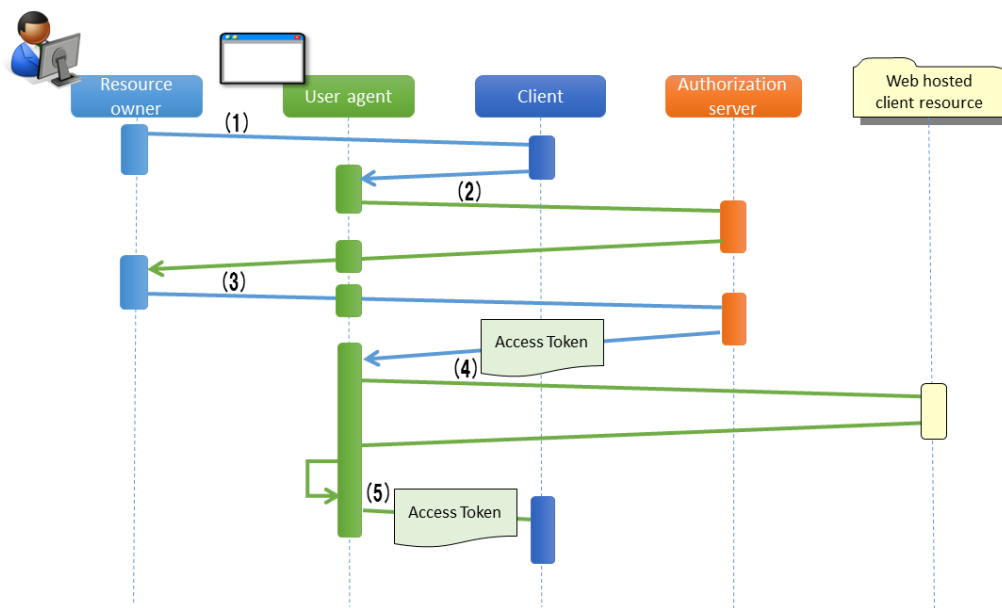 Resource
owner
User agent
Client
Authorization
server
Web hosted
client resource
(1)
(2)
(3)
Access Token
(4)
(5)
Access Token